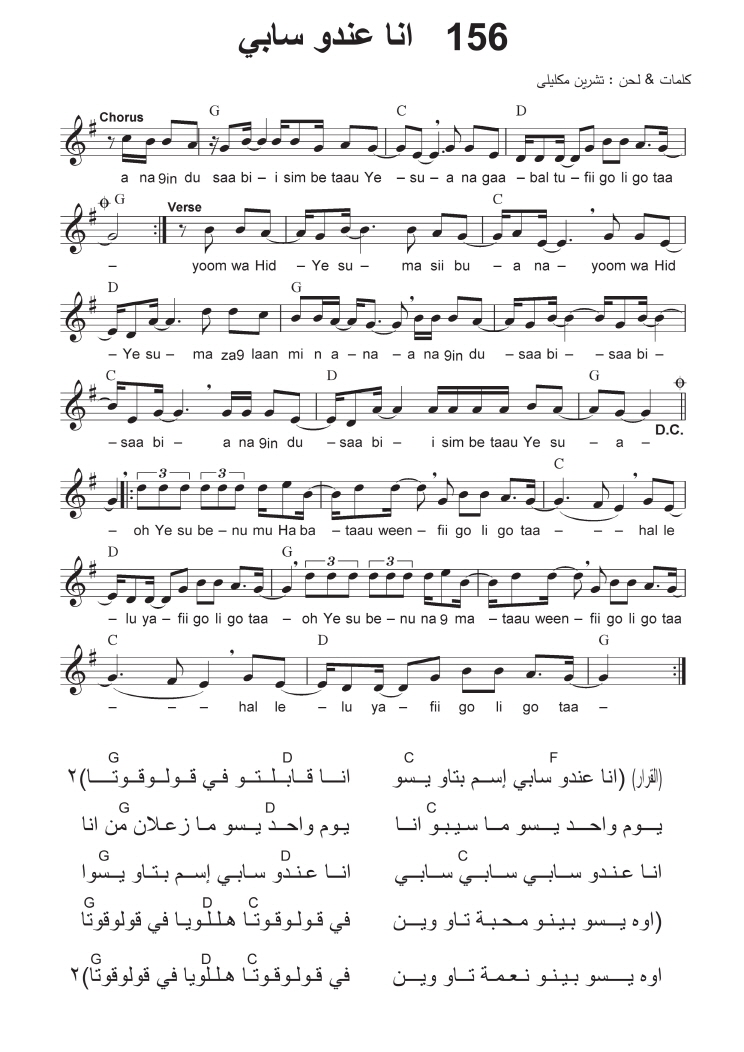 156 انا عندو سابي
كلمات & لحن : تشرين مكليلى
Chorus G C D
a na 9in du saa bi – i sim be taau Ye – su – a na gaa – bal tu – fii go li go taa
G Verse C
– yoom wa Hid – Ye su – ma sii bu – a na – yoom wa Hid
D G
– Ye su – ma za9 laan mi n a – na – a na 9in du – saa bi – saa bi –
C D G
– saa bi – a na 9in du – saa bi – i sim be taau Ye su – a –
D.C.
3 3 C
– oh Ye su be – nu mu Ha ba – taau ween – fii go li go taa – – hal le
D G 3 3
– lu ya – fii go li go taa – oh Ye su be – nu na 9 ma – taau ween – fii go li go taa
C D G
– – – hal le – lu ya – fii go li go taa –
G D C F
(القرار) (انا عندو سابي إسم بتاو يسو انا قابلتو في قولوقوتا)٢
G D C
يوم واحد يسو ما سيبو انا يوم واحد يسو ما زعلان من انا
G D C
انا عندو سابي سابي سابي انا عندو سابي إسم بتاو يسوا
G D C
(اوه يسو بينو محبة تاو وين في قولوقوتا هللويا في قولوقوتا
G D C
اوه يسو بينو نعمة تاو وين في قولوقوتا هللويا في قولوقوتا)٢